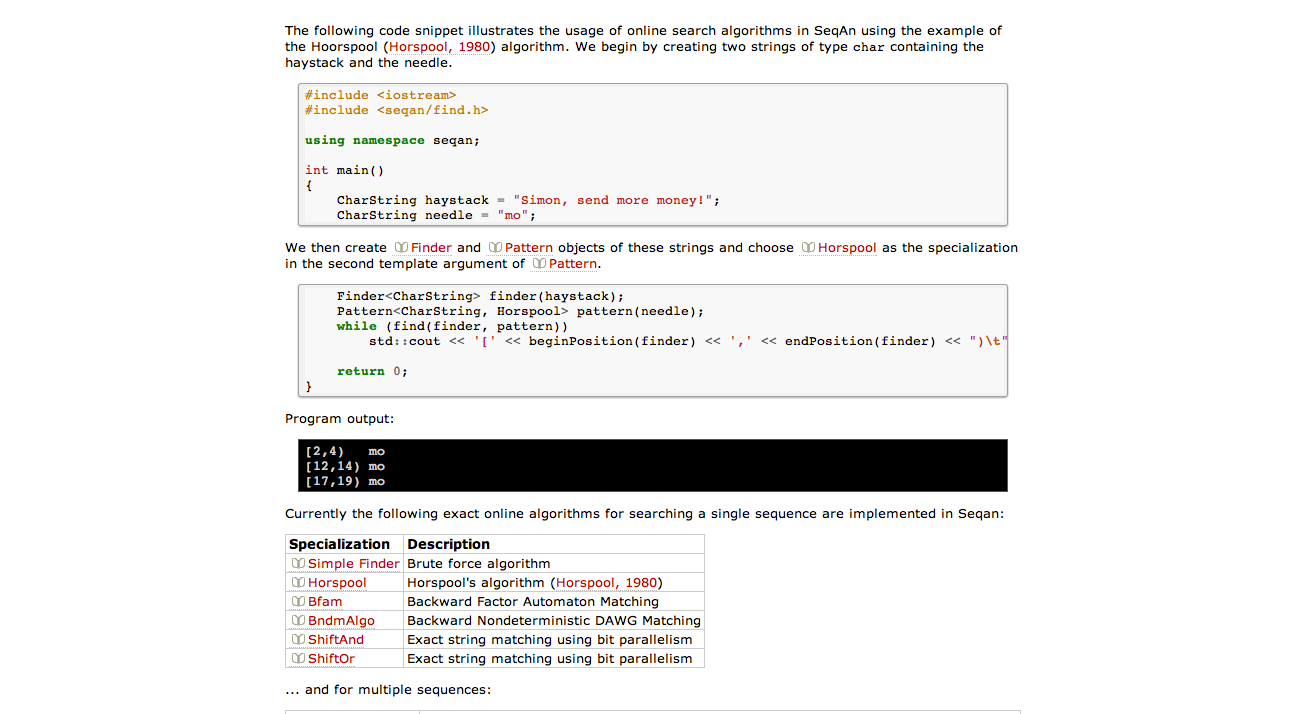 The following code snippet illustrates the usage of online search algorithms in SeqAn using the example of
the Hoorspool (Horspool, 1980) algorithm. We begin by creating two strings of type char containing the
haystack and the needle.
#include <iostream>
#include <seqan/find.h>
using namespace seqan;
int main()
{
    CharString haystack = "Simon, send more money!";
    CharString needle = "mo";
We then create Finder and Pattern objects of these strings and choose Horspool as the specialization
in the second template argument of Pattern.
    Finder<CharString> finder(haystack);
    Pattern<CharString, Horspool> pattern(needle);
    while (find(finder, pattern))
        std::cout << '[' << beginPosition(finder) << ',' << endPosition(finder) << ")\t"
    return 0;
}
Program output:
[2,4)   mo
[12,14) mo
[17,19) mo
Currently the following exact online algorithms for searching a single sequence are implemented in Seqan:
Specialization Description
Simple Finder Brute force algorithm
Horspool Horspool's algorithm (Horspool, 1980)
Bfam Backward Factor Automaton Matching
BndmAlgo Backward Nondeterministic DAWG Matching
ShiftAnd Exact string matching using bit parallelism
ShiftOr Exact string matching using bit parallelism
... and for multiple sequences: